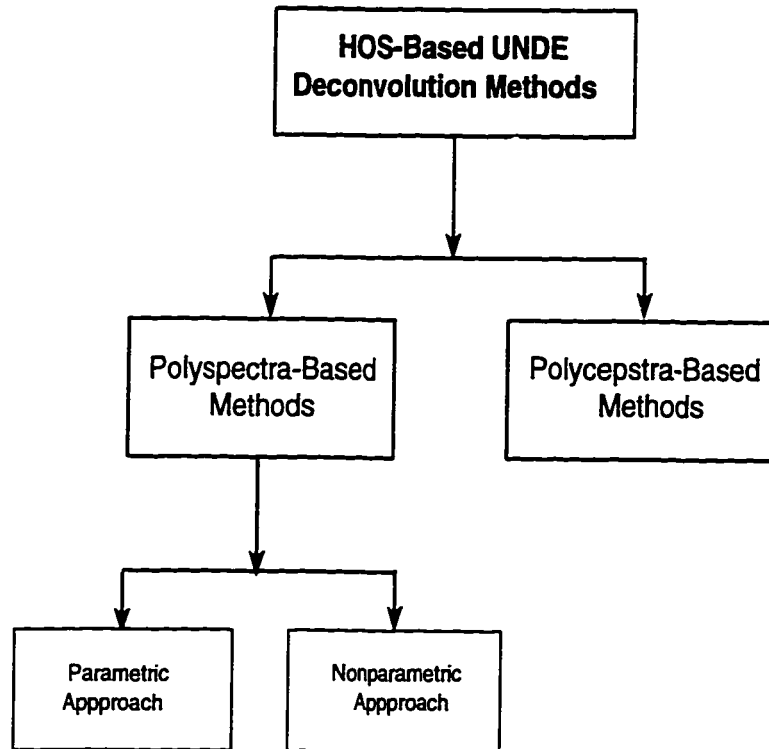 HOS-Based UNDE
Deconvolution Methods
Polyspectra-Based
Methods
Polycepstra-Based
Methods
Parametric
Appproach
Nonparametric
Appproach